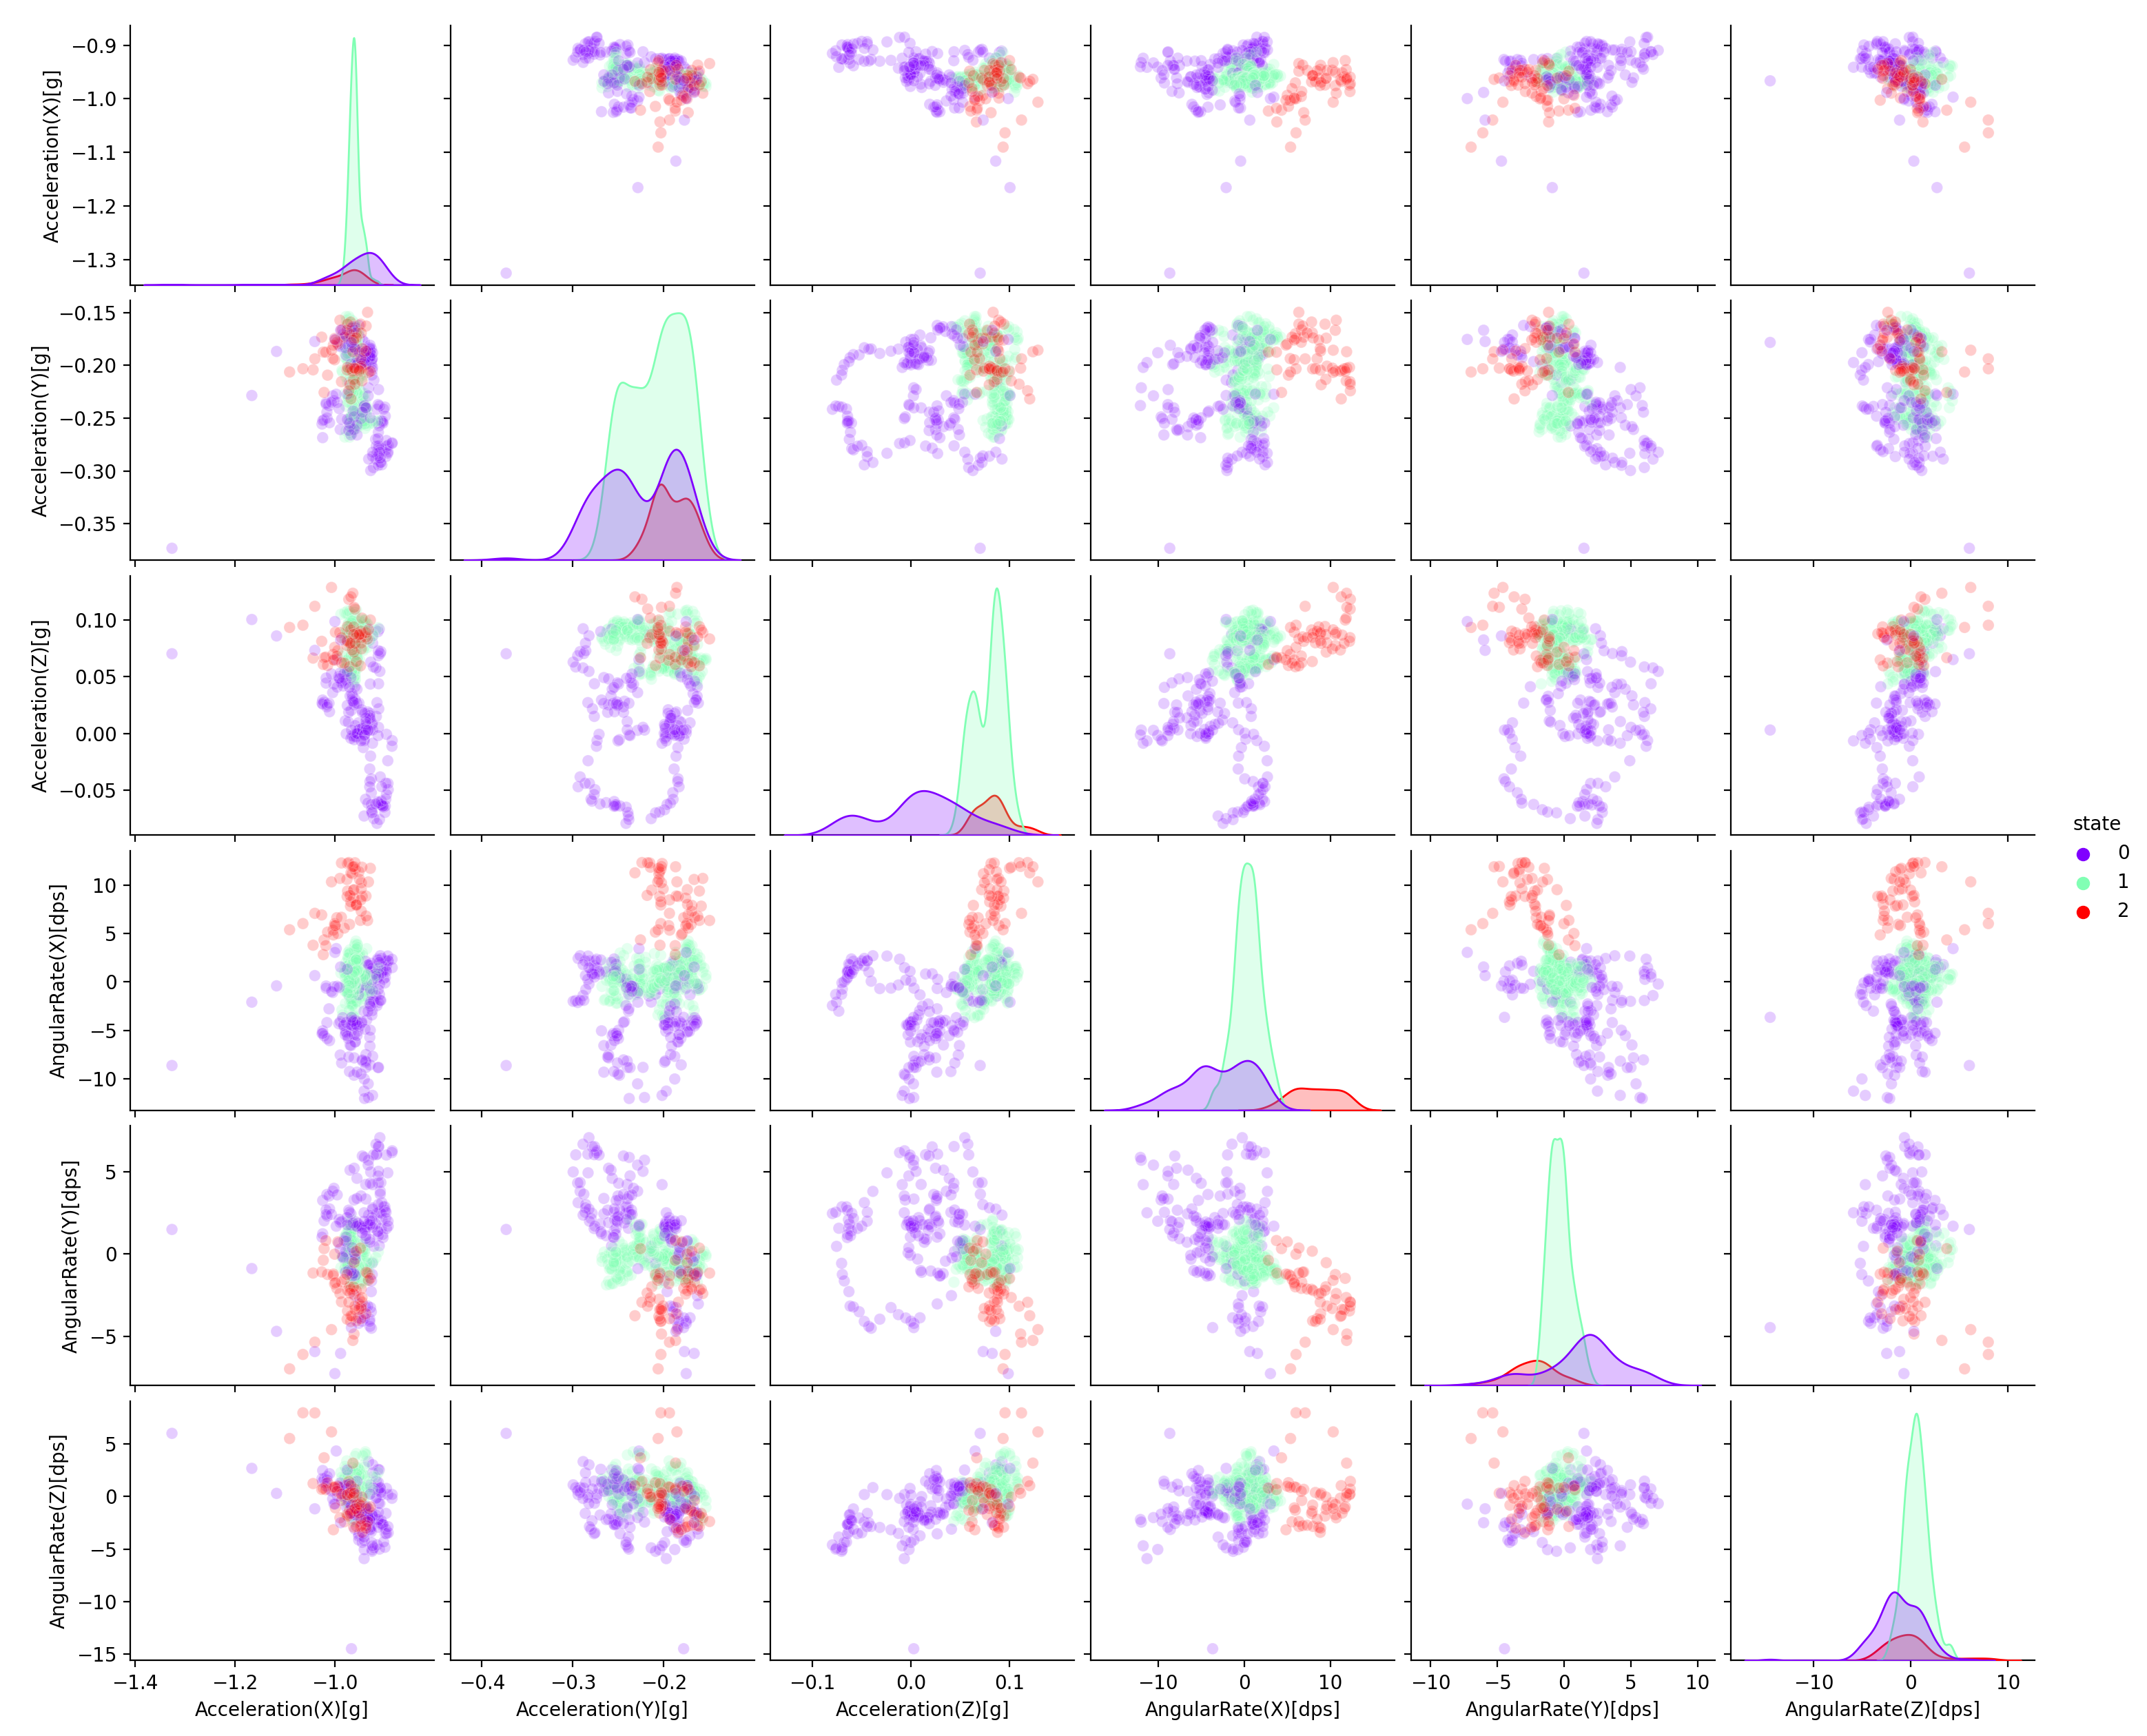 Acceleration(X)[g]
−0.9
−1.0
−1.1
−1.2
−1.3
Acceleration(Y)[g]
−0.15
−0.20
−0.25
−0.30
−0.35
Acceleration(Z)[g]
0.10
0.05
0.00
−0.05
AngularRate(X)[dps]
10
5
0
−5
−10
AngularRate(Y)[dps]
5
0
−5
AngularRate(Z)[dps]
5
0
−5
−10
−15
−1.4 −1.2 −1.0
Acceleration(X)[g]
−0.4 −0.3 −0.2
Acceleration(Y)[g]
−0.1 0.0 0.1
Acceleration(Z)[g]
−10 0 10
AngularRate(X)[dps]
−10 −5 0 5 10
AngularRate(Y)[dps]
−10 0 10
AngularRate(Z)[dps]
state
0
1
2